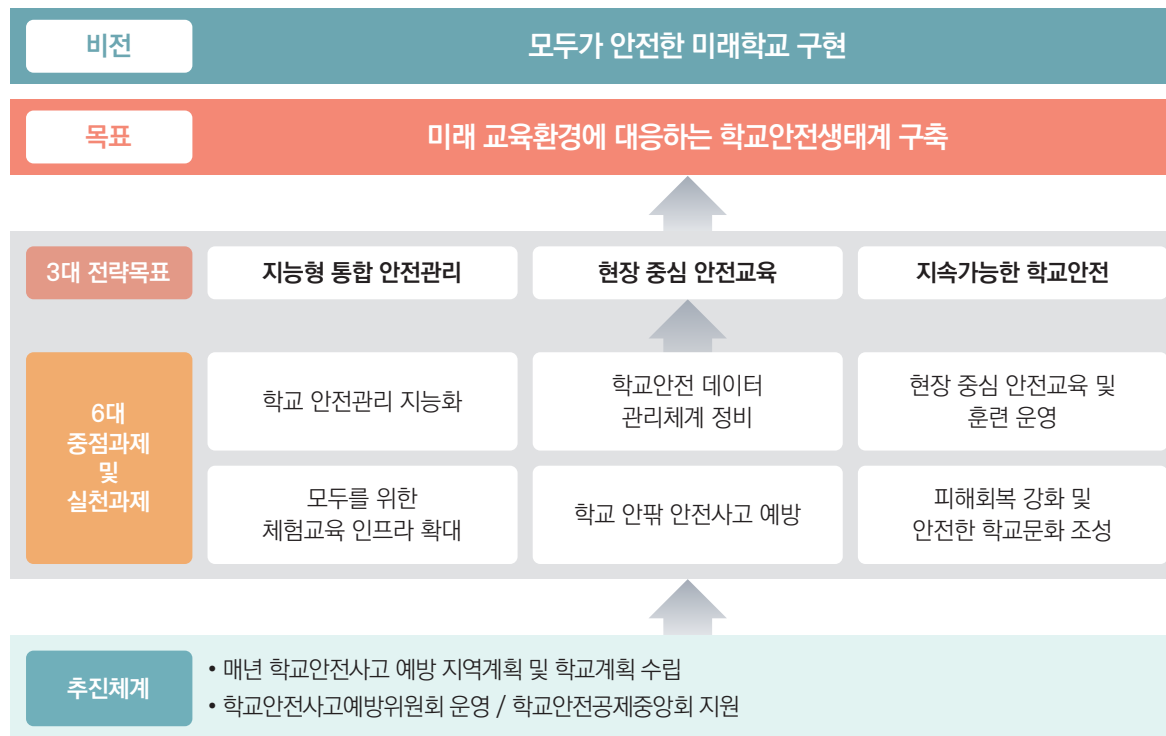 비전
모두가 안전한 미래학교 구현
목표
미래 교육환경에 대응하는 학교안전생태계 구축
3대 전략목표
지능형 통합 안전관리
현장 중심 안전교육
지속가능한 학교안전
6대
중점과제
및
실천과제
학교 안전관리 지능화
학교안전 데이터
관리체계 정비
현장 중심 안전교육 및
훈련 운영
모두를 위한
체험교육 인프라 확대
학교 안팎 안전사고 예방
피해회복 강화 및
안전한 학교문화 조성
추진체계
• 매년 학교안전사고 예방 지역계획 및 학교계획 수립
• 학교안전사고예방위원회 운영 / 학교안전공제중앙회 지원